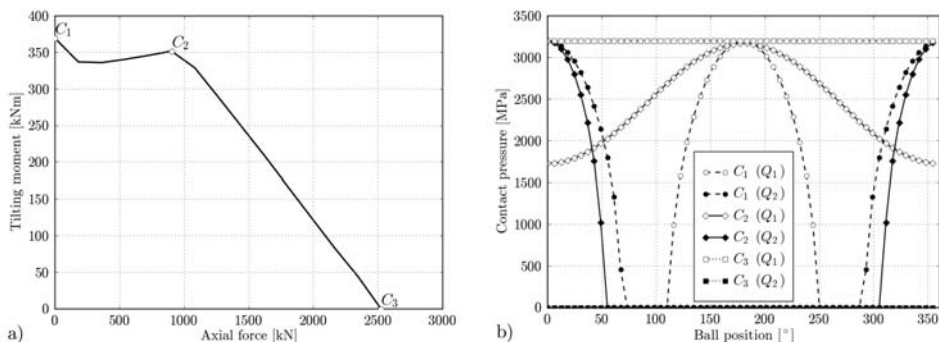 400
350
300
250
200
150
100
50
0
Tilting moment [kNm]
C1
C2
C3
0 500 1000 1500 2000 2500 3000
Axial force [kN]
a)
3500
3000
2500
2000
1500
1000
500
0
Contact pressure [MPa]
C1 (Q1)
C1 (Q2)
C2 (Q1)
C2 (Q2)
C3 (Q1)
C3 (Q2)
0 50 100 150 200 250 300 350
Ball position [°]
b)